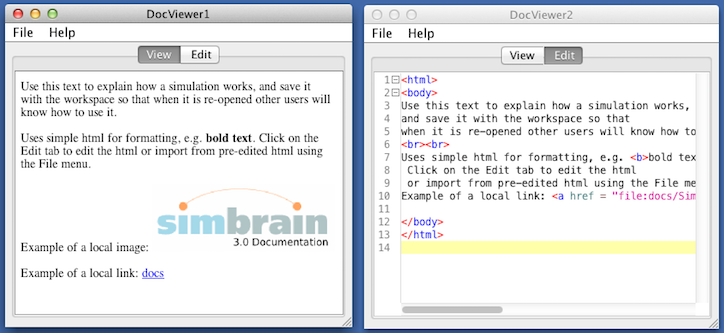 DocViewer1
File Help
View Edit
Use this text to explain how a simulation works, and save it
with the workspace so that when it is re-opened other users will
know how to use it.
Uses simple html for formatting, e.g. bold text. Click on the
Edit tab to edit the html or import from pre-edited html using
the File menu.
simbrain
3.0 Documentation
Example of a local image:
Example of a local link: docs
DocViewer2
File Help
View Edit
1 <html>
2 <body>
3 Use this text to explain how a simulation works,
4 and save it with the workspace so that
5 when it is re-opened other users will know how to
6 <br><br>
7 Uses simple html for formatting, e.g. <b>bold tex
8 Click on the Edit tab to edit the html
9 or import from pre-edited html using the File me
10 Example of a local link: <a href = "file:docs/Sim
11
12 </body>
13 </html>
14